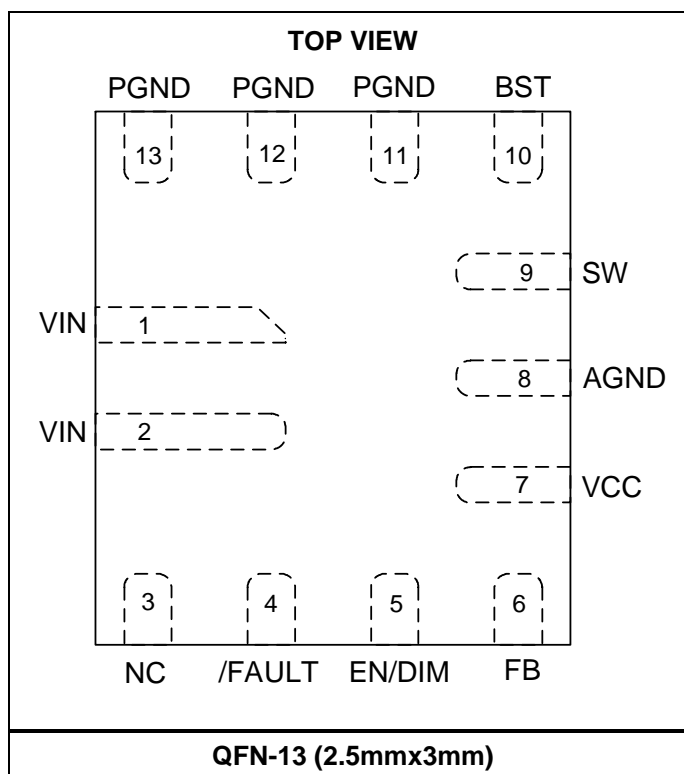 TOP VIEW
PGND PGND PGND BST
13 12 11 10
9 SW
VIN 1
8 AGND
VIN 2
7 VCC
3 4 5 6
NC /FAULT EN/DIM FB
QFN-13 (2.5mmx3mm)